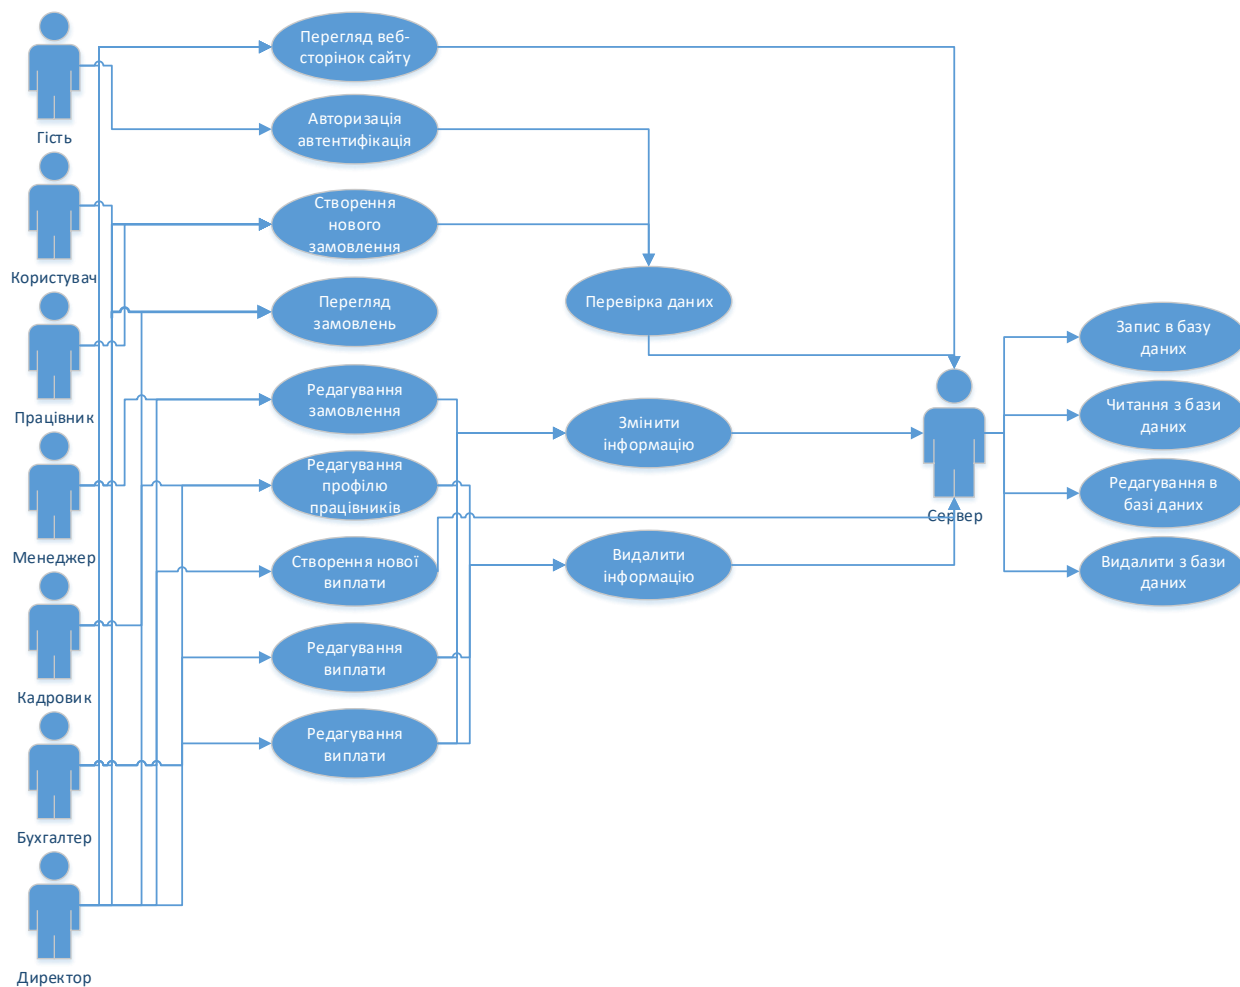 Перегляд веб-
сторінок сайту
Гість
Авторизація
автентифікація
Користувач
Створення
нового
замовлення
Працівник
Перегляд
замовлень
Перевірка даних
Менеджер
Редагування
замовлення
Змінити
інформацію
Сервер
Запис в базу
даних
Читання з бази
даних
Редагування в
базі даних
Видалити з бази
даних
Редагування
профілю
працівників
Створення нової
виплати
Видалити
інформацію
Кадровик
Редагування
виплати
Редагування
виплати
Бухгалтер
Директор